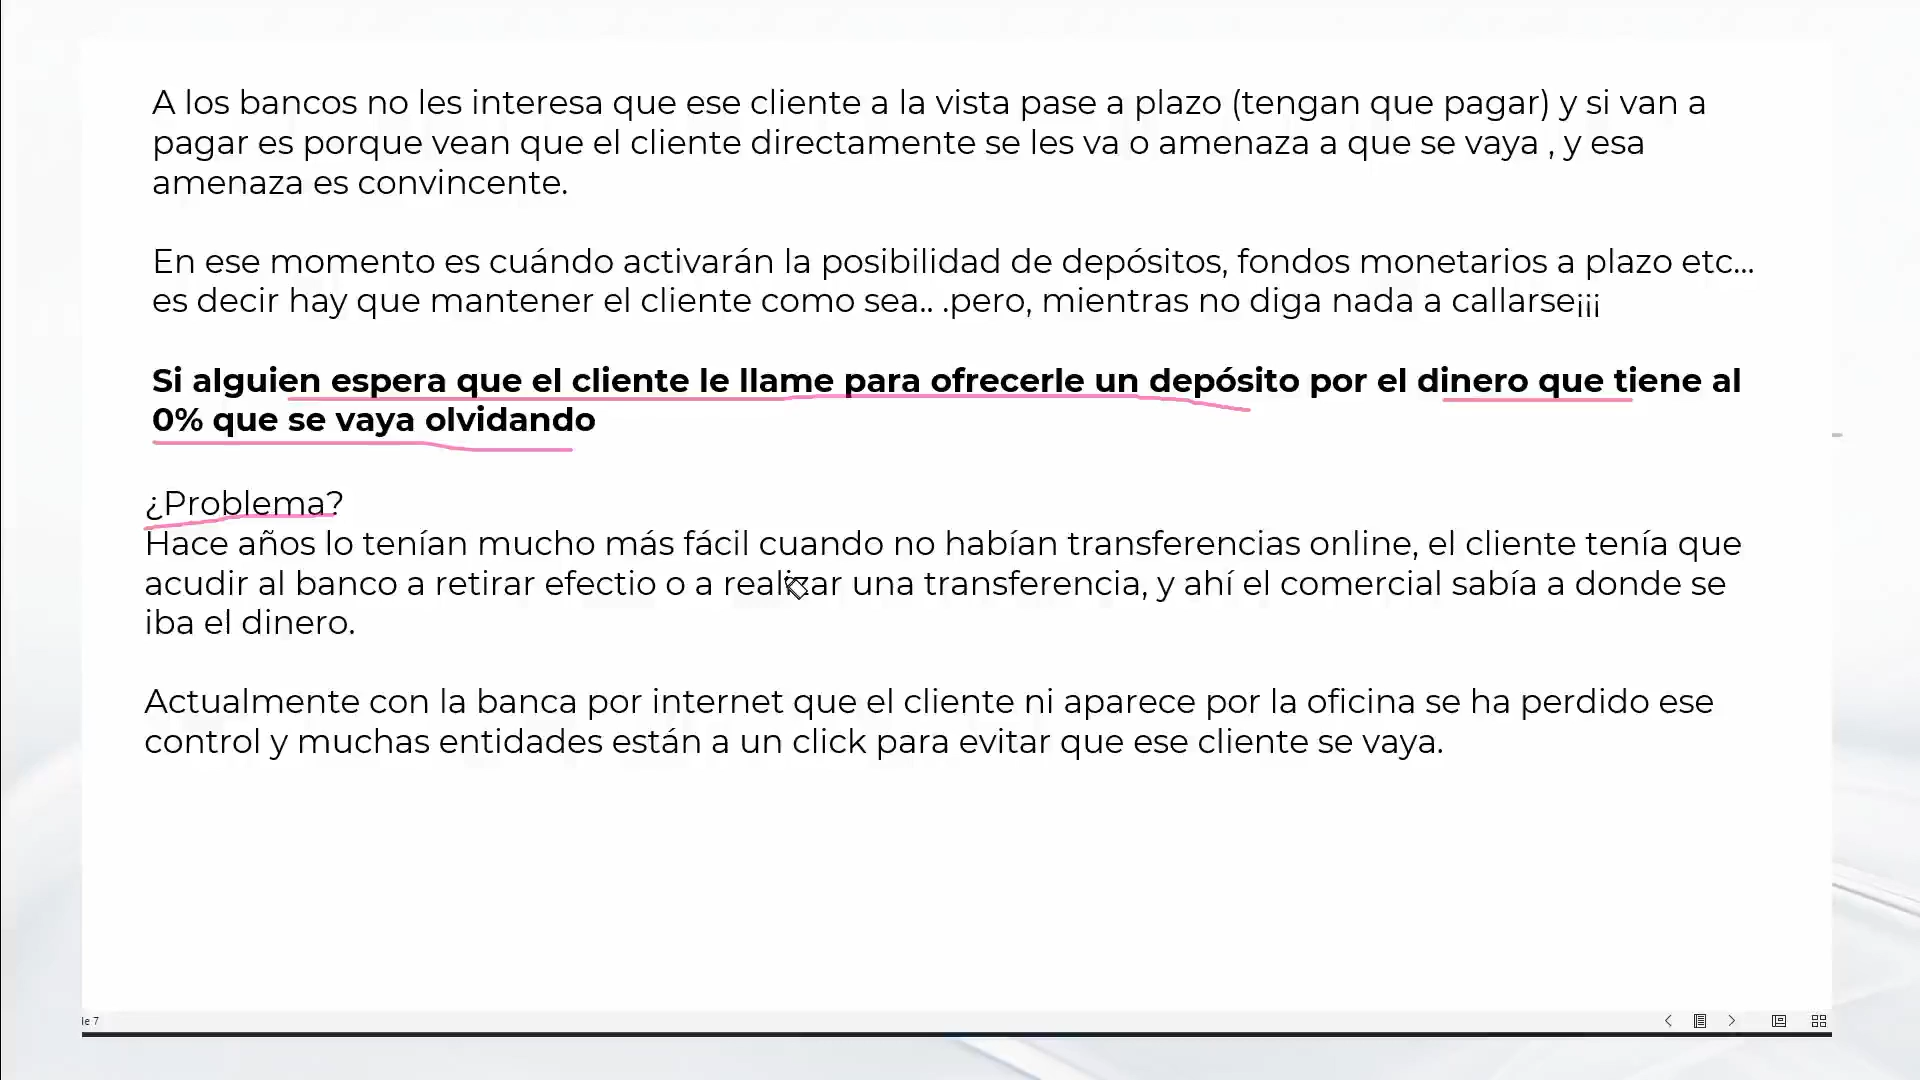 A los bancos no les interesa que ese cliente a la vista pase a plazo (tengan que pagar) y si van a
pagar es porque vean que el cliente directamente se les va o amenaza a que se vaya , y esa
amenaza es convincente.
En ese momento es cuándo activarán la posibilidad de depósitos, fondos monetarios a plazo etc...
es decir hay que mantener el cliente como sea.. .pero, mientras no diga nada a callarse¡¡¡
Si alguien espera que el cliente le llame para ofrecerle un depósito por el dinero que tiene al
0% que se vaya olvidando
¿Problema?
Hace años lo tenían mucho más fácil cuando no habían transferencias online, el cliente tenía que
acudir al banco a retirar efectio o a realizar una transferencia, y ahí el comercial sabía a donde se
iba el dinero.
Actualmente con la banca por internet que el cliente ni aparece por la oficina se ha perdido ese
control y muchas entidades están a un click para evitar que ese cliente se vaya.
de 7